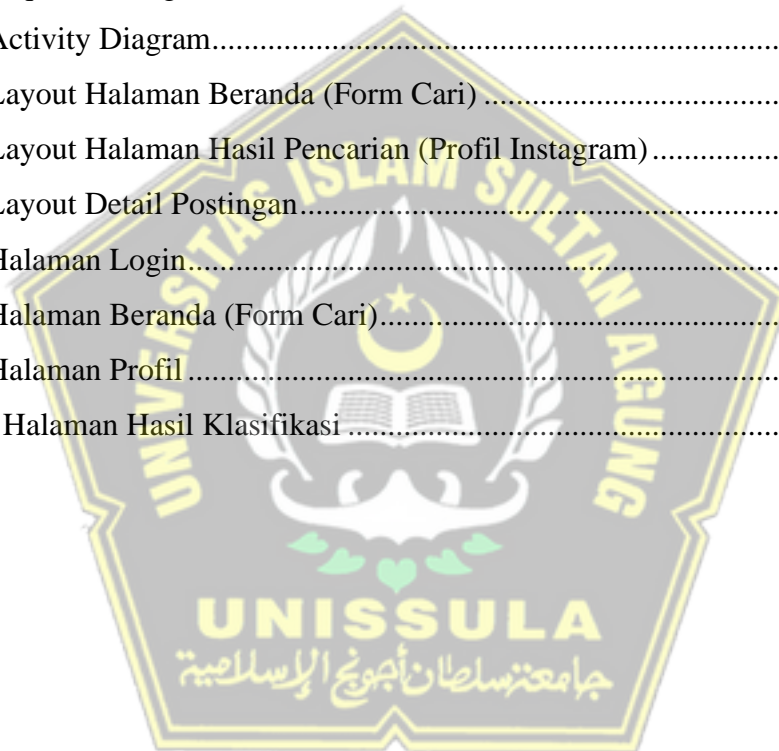 Activity Diagram
Layout Halaman Beranda (Form Cari)
Layout Halaman Hasil Pencarian (Profil Instagram)
Layout Detail Postingan
Halaman Login
Halaman Beranda (Form Cari)
Halaman Profil
Halaman Hasil Klasifikasi
UNIVERSITAS ISLAM SULTAN AGUNG
UNISSULA
جامعة سلطان أجونج الإسلامية